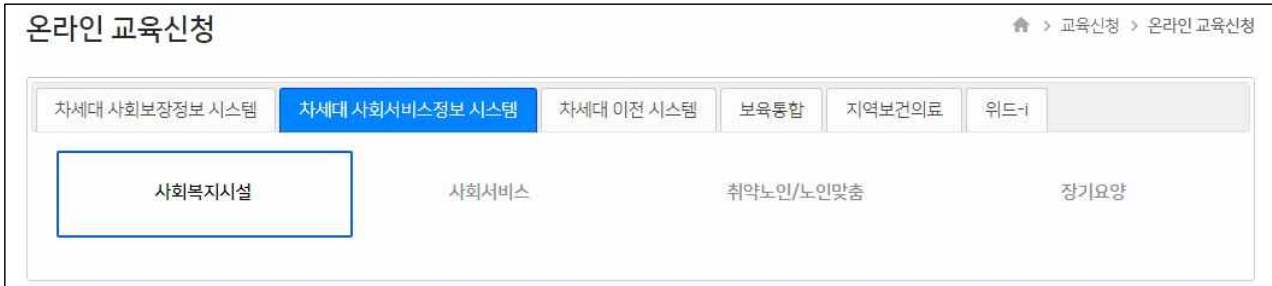 온라인 교육신청
> 교육신청 > 온라인 교육신청
차세대 사회보장정보 시스템 차세대 사회서비스정보 시스템 차세대 이전 시스템 보육통합 지역보건의료 위드-i
사회복지시설 사회서비스 취약노인/노인맞춤 장기요양